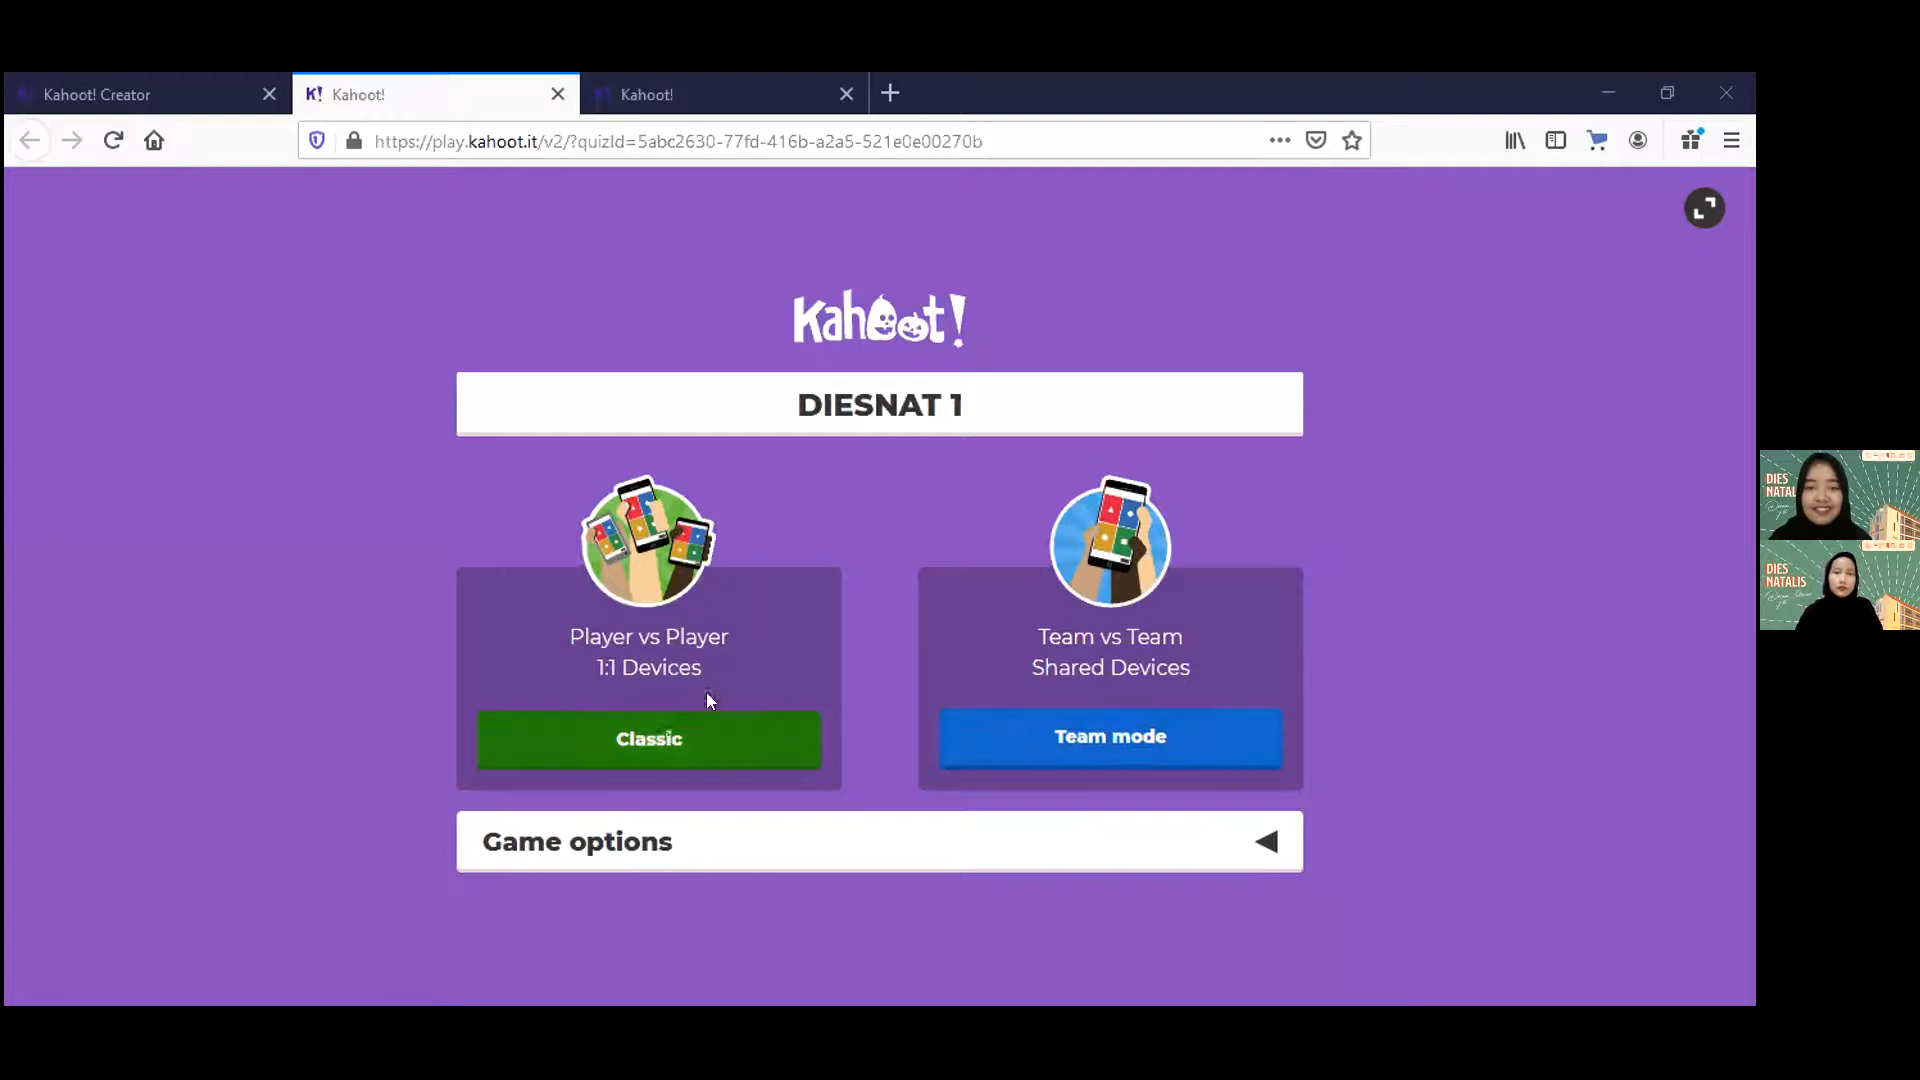 Kahoot! Creator
K! Kahoot!
Kahoot!
https://play.kahoot.it/v2/?quizId=5abc2630-77fd-416b-a2a5-521e0e00270b
Kahoot!
DIESNAT 1
Player vs Player
1:1 Devices
Classic
Team vs Team
Shared Devices
Team mode
Game options
DIES
NATAL
DIES
NATALIS